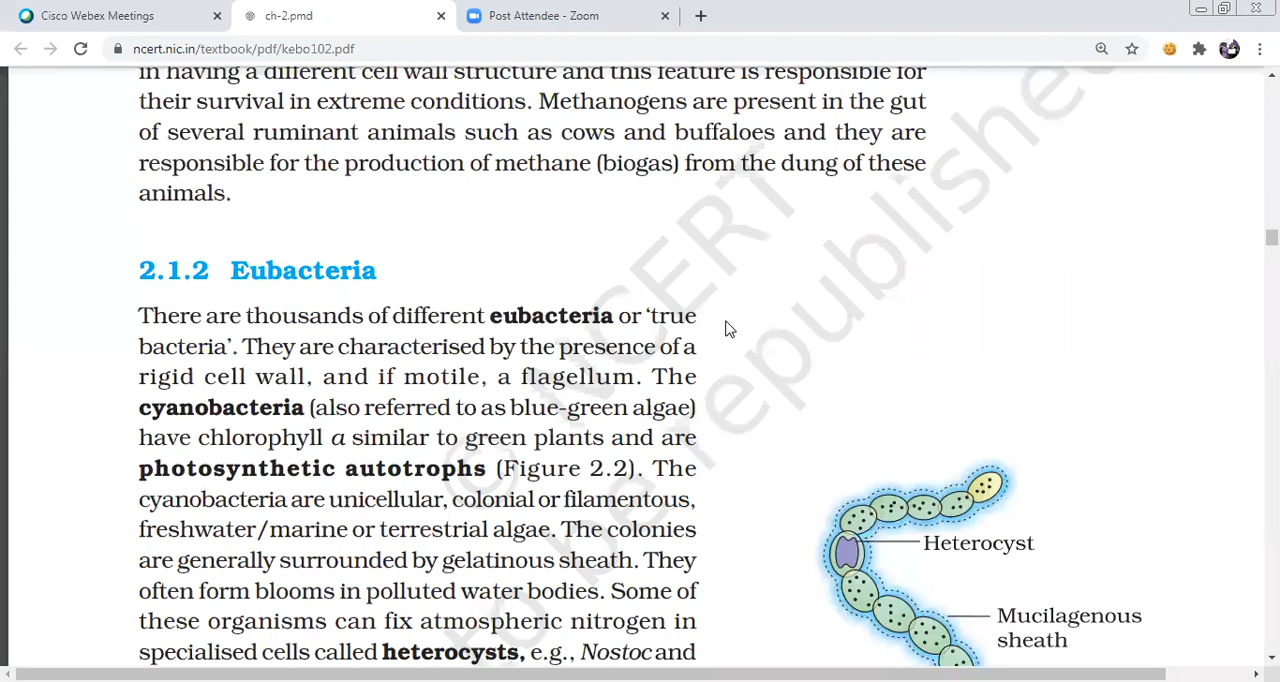 Cisco Webex Meetings
ch-2.pmd
Post Attendee - Zoom
ncert.nic.in/textbook/pdf/kebo102.pdf
in having a different cell wall structure and this feature is responsible for
their survival in extreme conditions. Methanogens are present in the gut
of several ruminant animals such as cows and buffaloes and they are
responsible for the production of methane (biogas) from the dung of these
animals.
2.1.2 Eubacteria
There are thousands of different eubacteria or ‘true
bacteria’. They are characterised by the presence of a
rigid cell wall, and if motile, a flagellum. The
cyanobacteria (also referred to as blue-green algae)
have chlorophyll a similar to green plants and are
photosynthetic autotrophs (Figure 2.2). The
cyanobacteria are unicellular, colonial or filamentous,
freshwater/marine or terrestrial algae. The colonies
are generally surrounded by gelatinous sheath. They
often form blooms in polluted water bodies. Some of
these organisms can fix atmospheric nitrogen in
specialised cells called heterocysts, e.g., Nostoc and
Heterocyst
Mucilagenous
sheath
© NCERT
to be republished